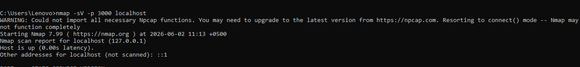 C:\Users\Lenovo>nmap -sV -p 3000 localhost
WARNING: Could not import all necessary Npcap functions. You may need to upgrade to the latest version from https://npcap.com. Resorting to connect() mode -- Nmap may
not function completely
Starting Nmap 7.99 ( https://nmap.org ) at 2026-06-02 11:13 +0500
Nmap scan report for localhost (127.0.0.1)
Host is up (0.00s latency).
Other addresses for localhost (not scanned): ::1